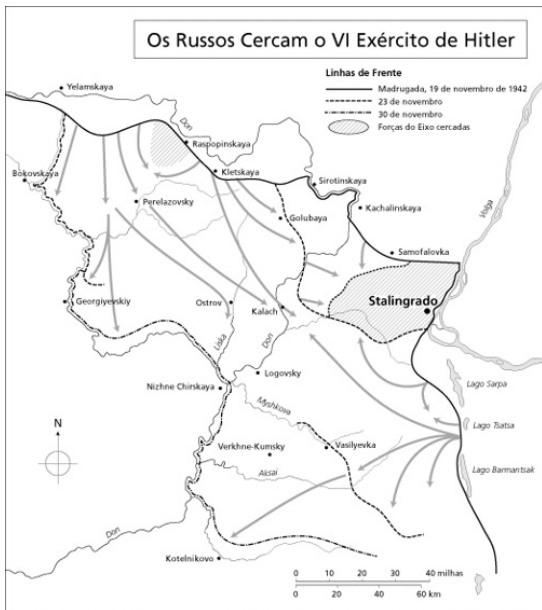 Os Russos Cercam o VI Exército de Hitler
Linhas de Frente
Madrugada, 19 de novembro de 1942
23 de novembro
30 de novembro
Forças do Eixo cercadas
Yelamskaya
Don
Raspopinskaya
Kletskaya
Bokovskaya
Sirotinskaya
Perelazovsky
Kachalinskaya
Golubaya
Volga
Samofalovka
Georgiyevskiy
Ostrov
Kalach
Stalingrado
Liska
Don
Logovsky
Nizhne Chirskaya
Lago Sarpa
Myshkova
Lago Tsatsa
N
Verkhne-Kumsky
Vasilyevka
Aksai
Lago Barmantsak
Don
Kotelnikovo
0 10 20 30 40 milhas
0 20 40 60 km